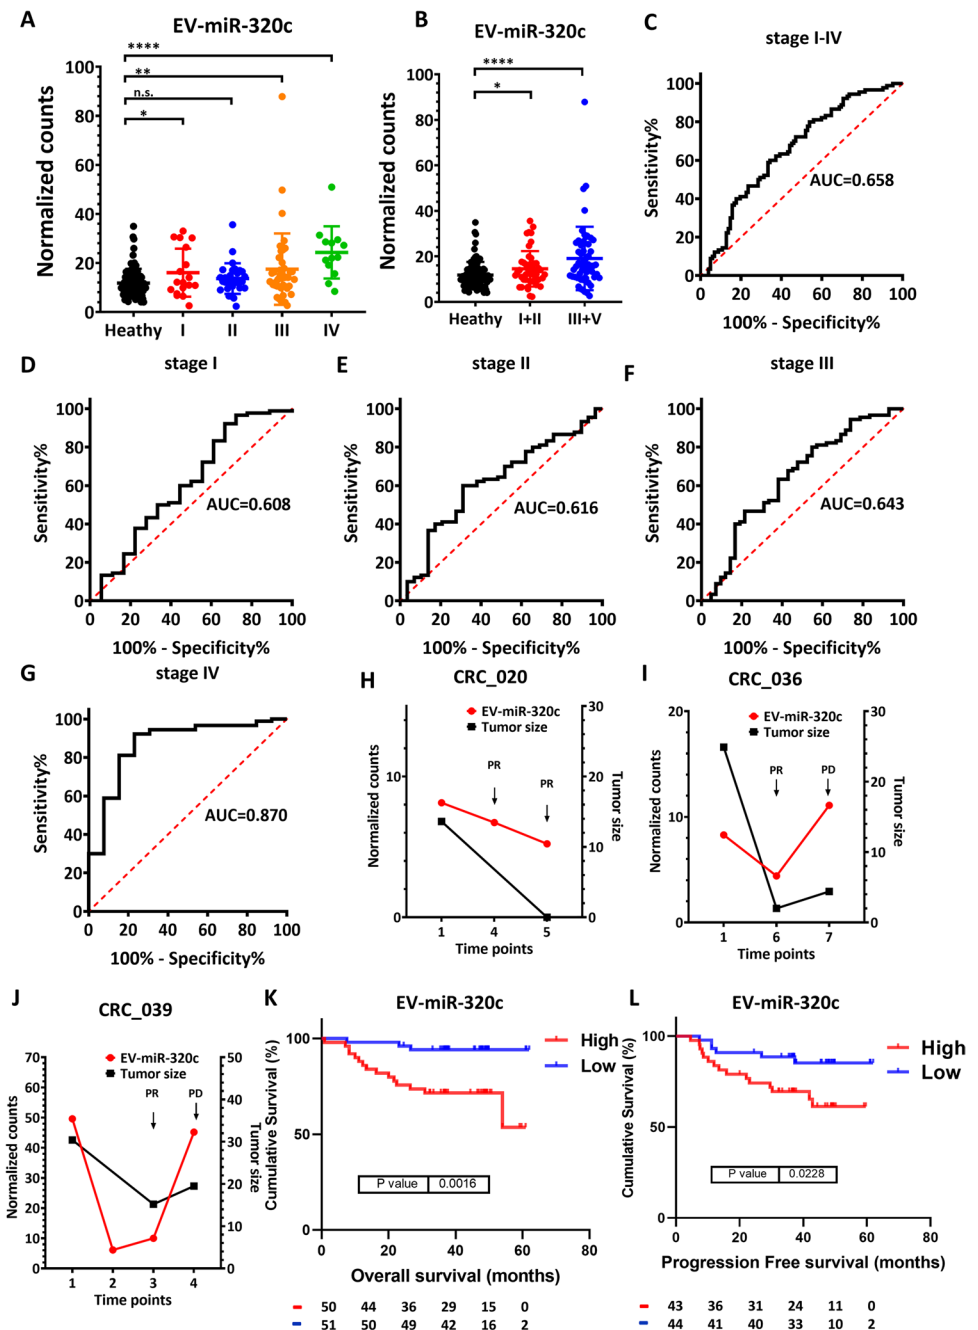 A
EV-miR-320c
Normalized counts
100
80
60
40
20
0
****
**
n.s.
*
Heathy I II III IV
B
EV-miR-320c
Normalized counts
100
80
60
40
20
0
****
*
Heathy I+II III+V
C
stage I-IV
Sensitivity%
100
80
60
40
20
0
AUC=0.658
0 20 40 60 80 100
100% - Specificity%
D
stage I
Sensitivity%
100
80
60
40
20
0
AUC=0.608
0 20 40 60 80 100
100% - Specificity%
E
stage II
Sensitivity%
100
80
60
40
20
0
AUC=0.616
0 20 40 60 80 100
100% - Specificity%
F
stage III
Sensitivity%
100
80
60
40
20
0
AUC=0.643
0 20 40 60 80 100
100% - Specificity%
G
stage IV
Sensitivity%
100
80
60
40
20
0
AUC=0.870
0 20 40 60 80 100
100% - Specificity%
H
CRC_020
EV-miR-320c
Tumor size
Normalized counts
10
0
PR
PR
30
20
10
0
Tumor size
1 4 5
Time points
I
CRC_036
EV-miR-320c
Tumor size
Normalized counts
20
10
0
PR
PD
30
20
10
0
Tumor size
1 6 7
Time points
J
CRC_039
EV-miR-320c
Tumor size
Normalized counts
70
60
50
40
30
20
10
0
PR
PD
50
40
30
20
10
0
Tumor size
1 2 3 4
Time points
K
EV-miR-320c
High
Low
Cumulative Survival (%)
100
50
0
P value 0.0016
0 20 40 60 80
Overall survival (months)
50 44 36 29 15 0
51 50 49 42 16 2
L
EV-miR-320c
High
Low
Cumulative Survival (%)
100
50
0
P value 0.0228
0 20 40 60 80
Progression Free survival (months)
43 36 31 24 11 0
44 41 40 33 10 2